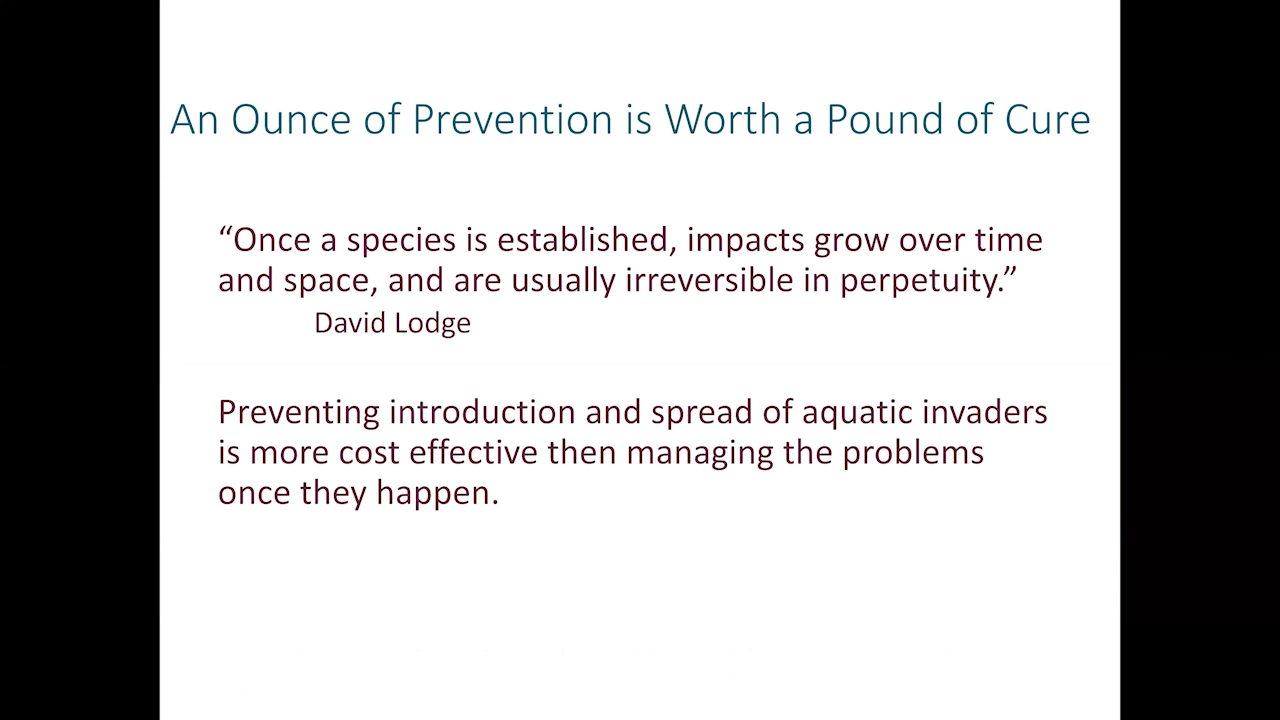 An Ounce of Prevention is Worth a Pound of Cure
“Once a species is established, impacts grow over time
and space, and are usually irreversible in perpetuity.”
David Lodge
Preventing introduction and spread of aquatic invaders
is more cost effective then managing the problems
once they happen.